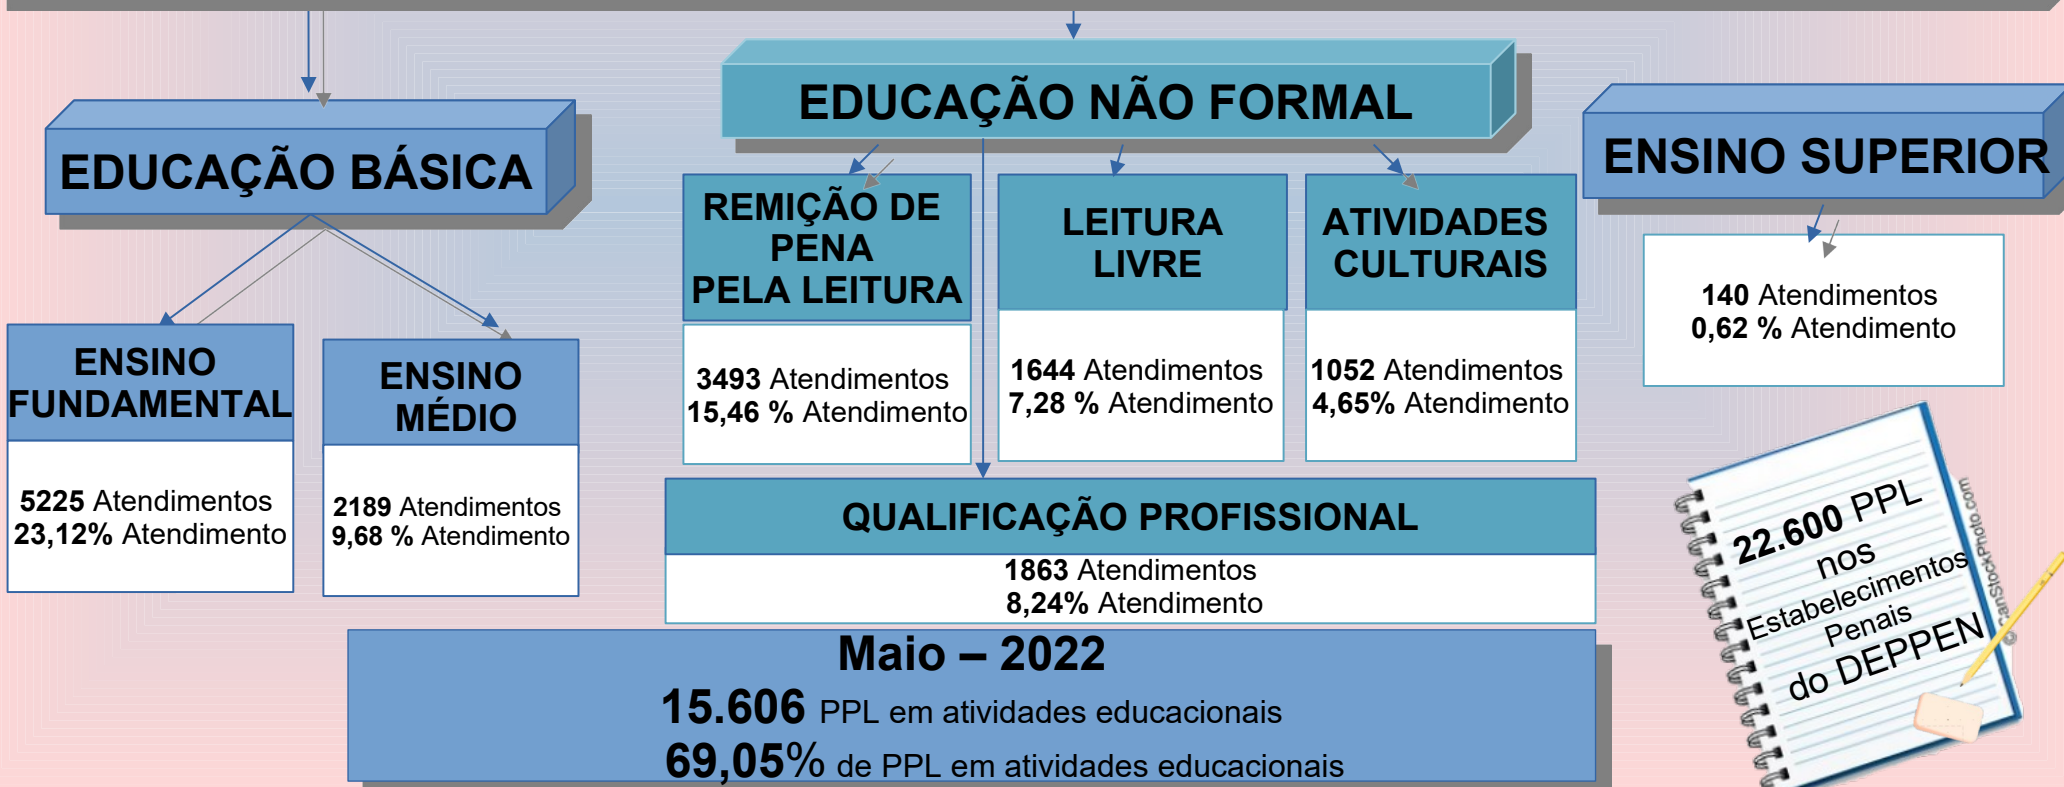 EDUCAÇÃO BÁSICA
ENSINO
FUNDAMENTAL
5225 Atendimentos
23,12% Atendimento
ENSINO
MÉDIO
2189 Atendimentos
9,68 % Atendimento
EDUCAÇÃO NÃO FORMAL
REMIÇÃO DE
PENA
PELA LEITURA
3493 Atendimentos
15,46 % Atendimento
LEITURA
LIVRE
1644 Atendimentos
7,28 % Atendimento
ATIVIDADES
CULTURAIS
1052 Atendimentos
4,65% Atendimento
QUALIFICAÇÃO PROFISSIONAL
1863 Atendimentos
8,24% Atendimento
ENSINO SUPERIOR
140 Atendimentos
0,62 % Atendimento
22.600 PPL
nos
Estabelecimentos
Penais
do DEPPEN
© CanStockPhoto.com
Maio – 2022
15.606 PPL em atividades educacionais
69,05% de PPL em atividades educacionais